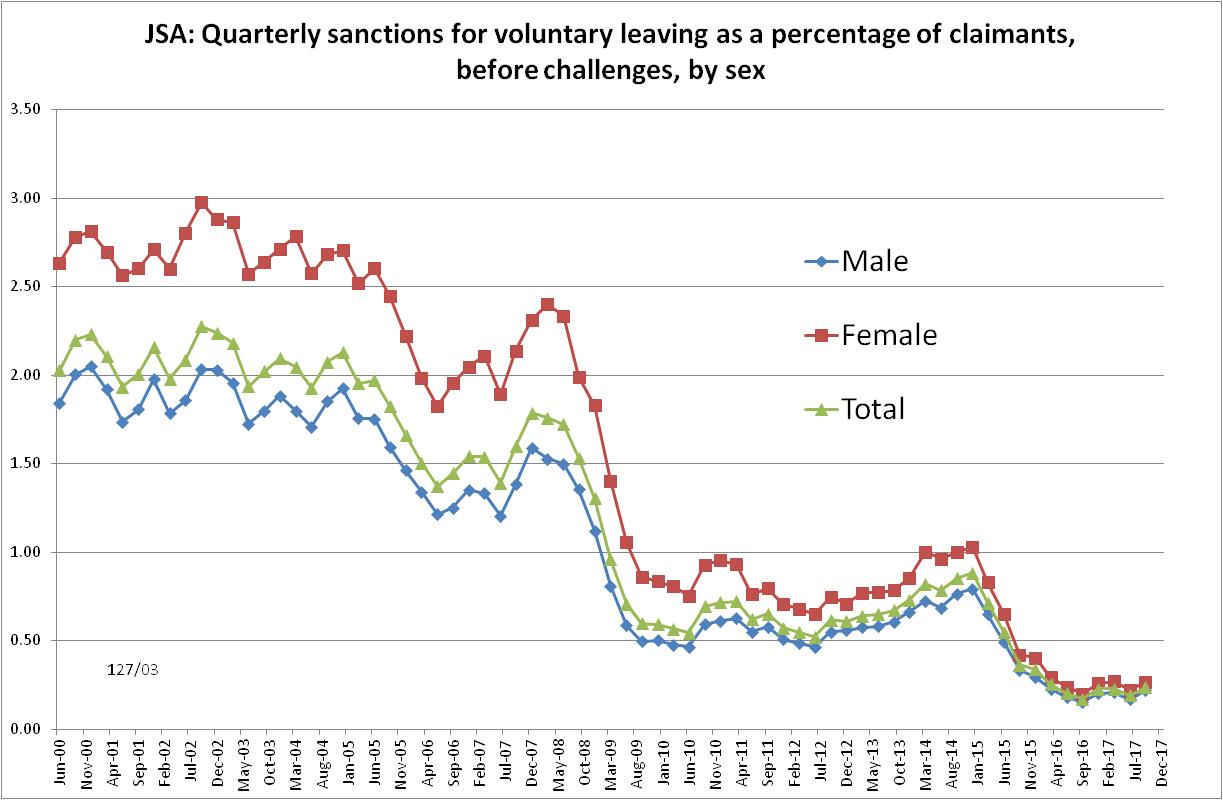 JSA: Quarterly sanctions for voluntary leaving as a percentage of claimants,
before challenges, by sex
3.50
3.00
2.50
2.00
1.50
1.00
0.50
0.00
Male
Female
Total
127/03
Jun-00
Nov-00
Apr-01
Sep-01
Feb-02
Jul-02
Dec-02
May-03
Oct-03
Mar-04
Aug-04
Jan-05
Jun-05
Nov-05
Apr-06
Sep-06
Feb-07
Jul-07
Dec-07
May-08
Oct-08
Mar-09
Aug-09
Jan-10
Jun-10
Nov-10
Apr-11
Sep-11
Feb-12
Jul-12
Dec-12
May-13
Oct-13
Mar-14
Aug-14
Jan-15
Jun-15
Nov-15
Apr-16
Sep-16
Feb-17
Jul-17
Dec-17